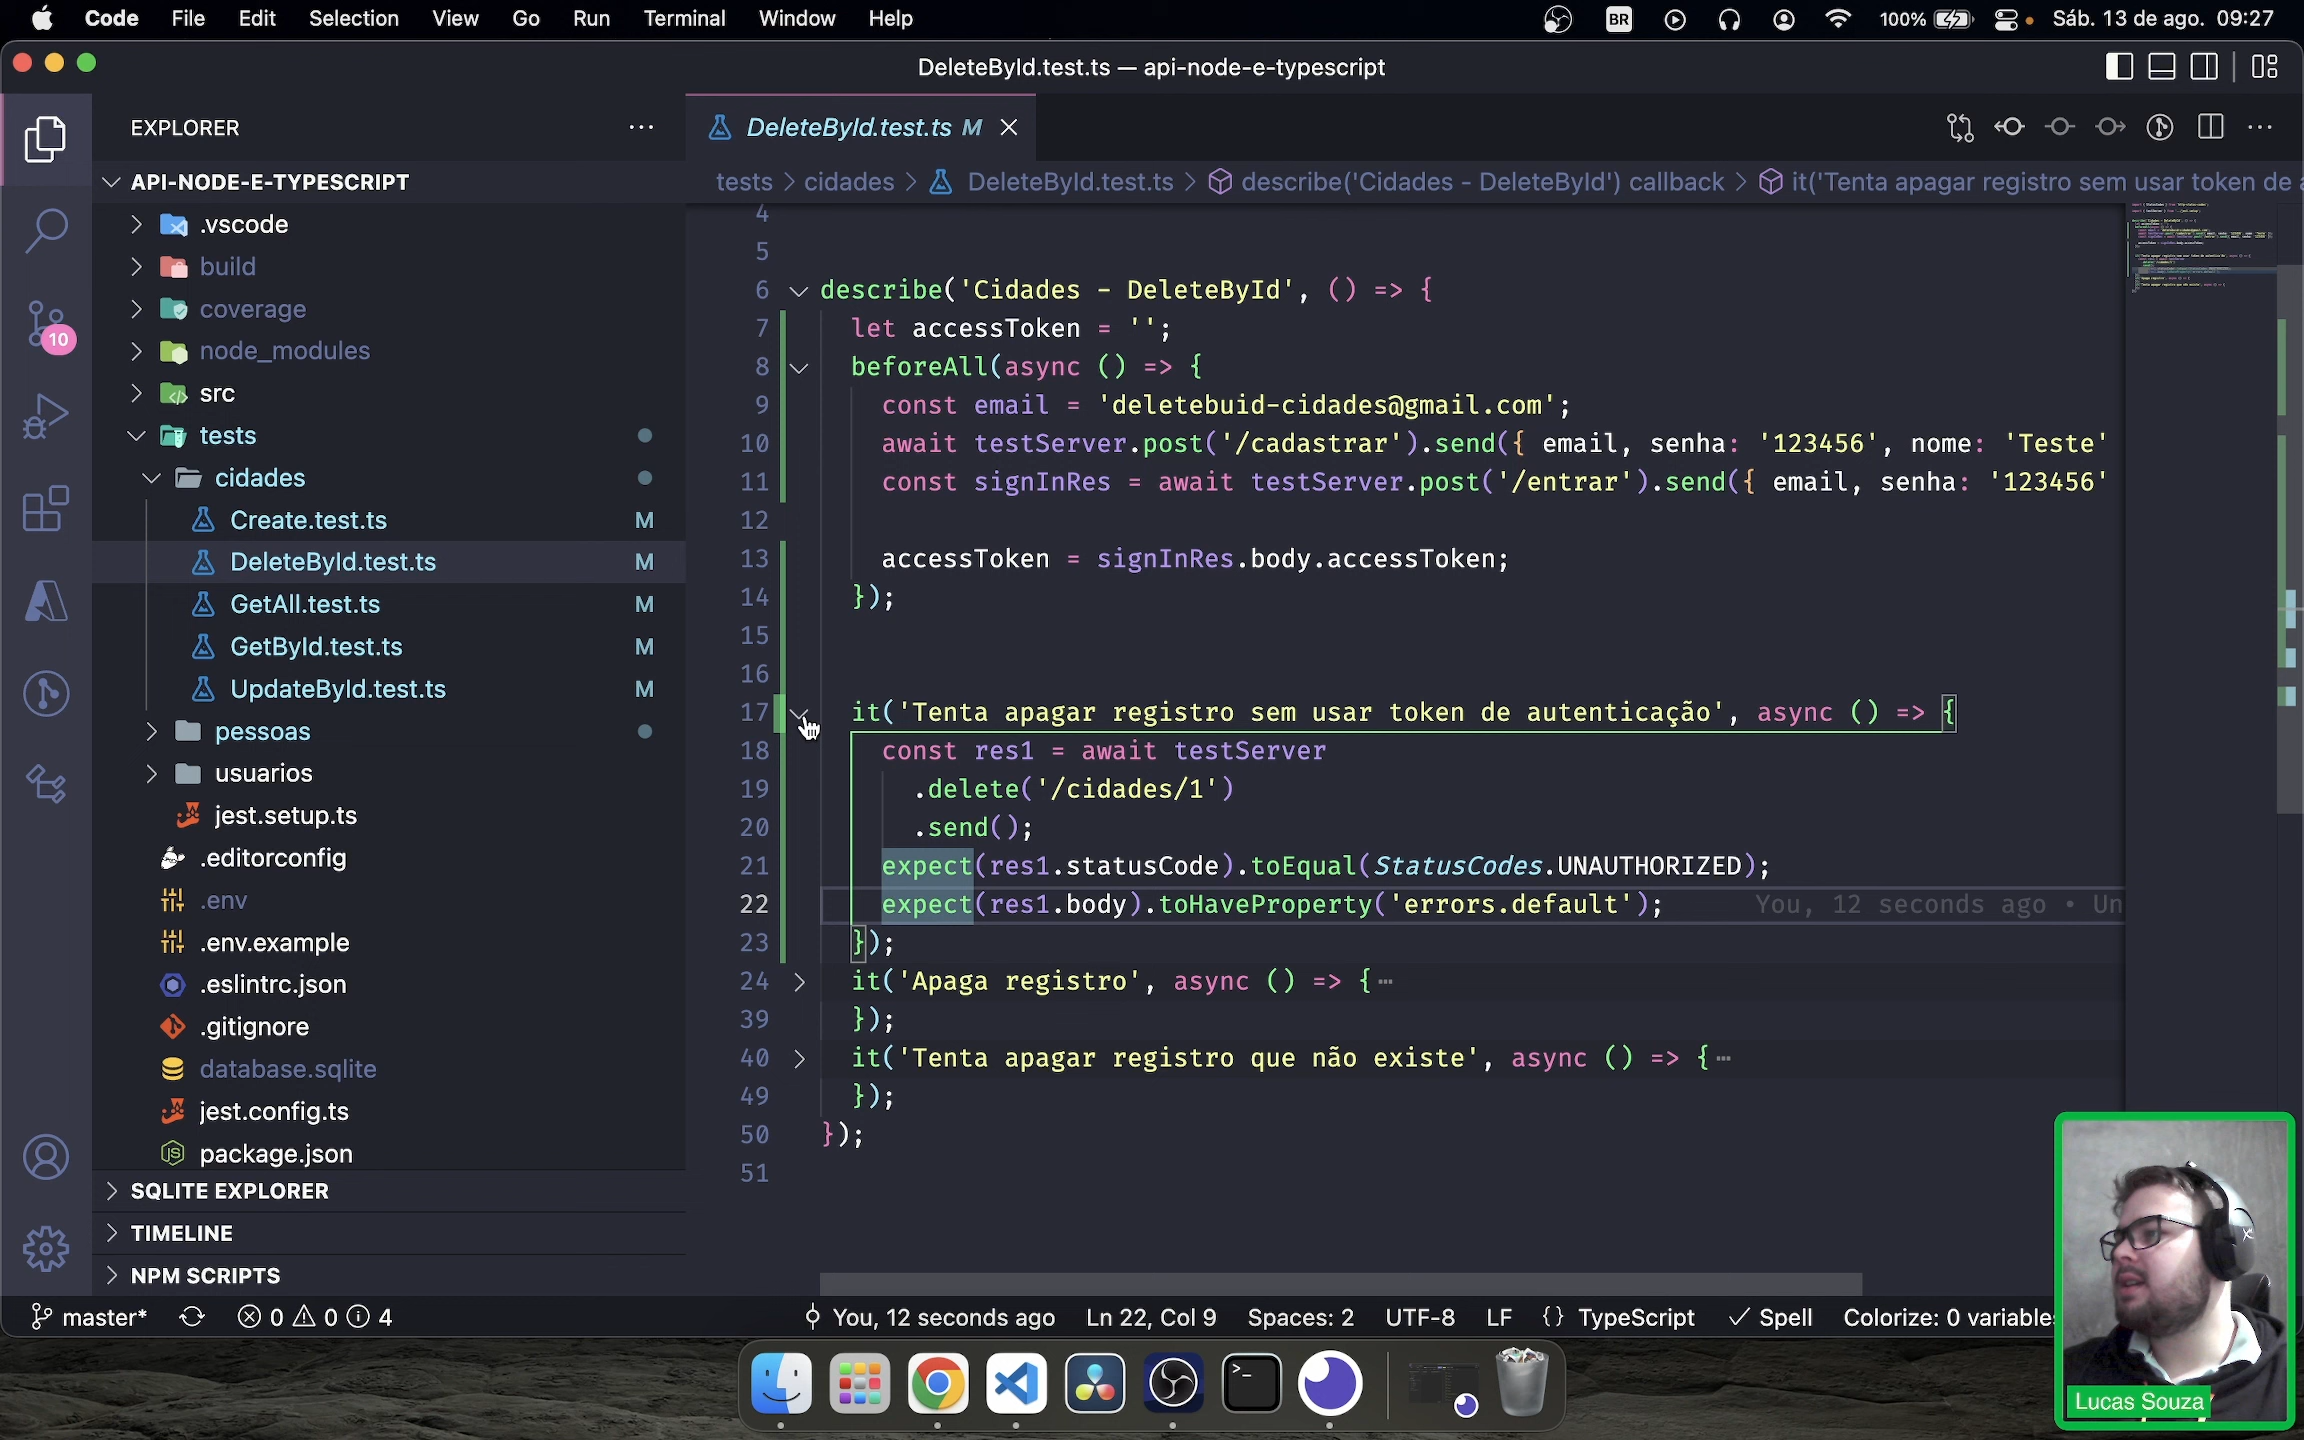 Code File Edit Selection View Go Run Terminal Window Help
BR 100% Sáb. 13 de ago. 09:27
DeleteById.test.ts — api-node-e-typescript
EXPLORER
DeleteById.test.ts M
API-NODE-E-TYPESCRIPT
tests > cidades > DeleteById.test.ts > describe('Cidades - DeleteById') callback > it('Tenta apagar registro sem usar token de
.vscode
build
coverage
node_modules
src
tests
cidades
Create.test.ts M
DeleteById.test.ts M
GetAll.test.ts M
GetById.test.ts M
UpdateById.test.ts M
pessoas
usuarios
jest.setup.ts
.editorconfig
.env
.env.example
.eslintrc.json
.gitignore
database.sqlite
jest.config.ts
package.json
SQLITE EXPLORER
TIMELINE
NPM SCRIPTS
10
4
5
6 describe('Cidades - DeleteById', () => {
7 let accessToken = '';
8 beforeAll(async () => {
9 const email = 'deletebuid-cidades@gmail.com';
10 await testServer.post('/cadastrar').send({ email, senha: '123456', nome: 'Teste'
11 const signInRes = await testServer.post('/entrar').send({ email, senha: '123456'
12
13 accessToken = signInRes.body.accessToken;
14 });
15
16
17 it('Tenta apagar registro sem usar token de autenticação', async () => {
18 const res1 = await testServer
19 .delete('/cidades/1')
20 .send();
21 expect(res1.statusCode).toEqual(StatusCodes.UNAUTHORIZED);
22 expect(res1.body).toHaveProperty('errors.default'); You, 12 seconds ago • Un
23 });
24 it('Apaga registro', async () => {
39 });
40 it('Tenta apagar registro que não existe', async () => {
49 });
50 });
51
master* 0 0 4 You, 12 seconds ago Ln 22, Col 9 Spaces: 2 UTF-8 LF {} TypeScript Spell Colorize: 0 variables
Lucas Souza